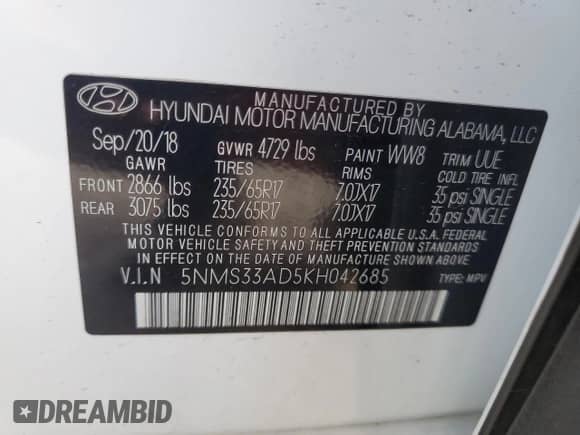 MANUFACTURED BY
HYUNDAI MOTOR MANUFACTURING ALABAMA, LLC
Sep/20/18 GVWR 4729 lbs PAINT WW8 TRIM UUE
GAWR TIRES RIMS COLD TIRE INFL
FRONT 2866 lbs 235/65R17 7.0JX17 35 psi SINGLE
REAR 3075 lbs 235/65R17 7.0JX17 35 psi SINGLE
THIS VEHICLE CONFORMS TO ALL APPLICABLE U.S.A. FEDERAL
MOTOR VEHICLE SAFETY AND THEFT PREVENTION STANDARDS
IN EFFECT ON THE DATE OF MANUFACTURE SHOWN ABOVE.
V.I.N 5NMS33AD5KH042685 TYPE: MPV
DREAMBID